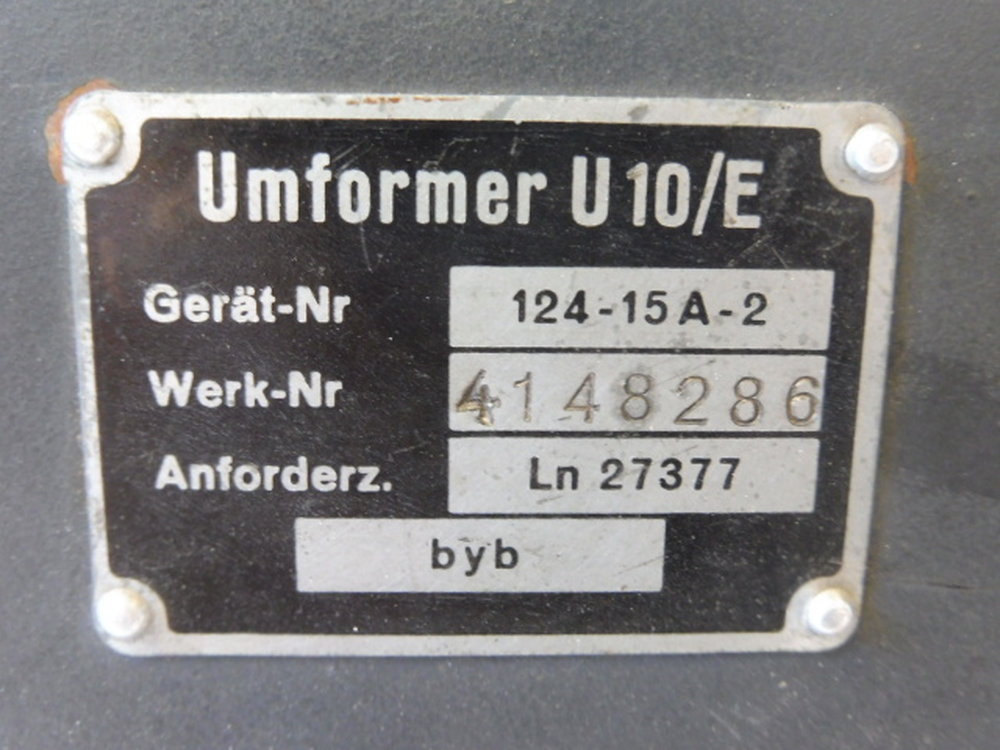 Umformer U 10/E
Gerät-Nr 124-15 A-2
Werk-Nr 4148286
Anforderz. Ln 27377
byb